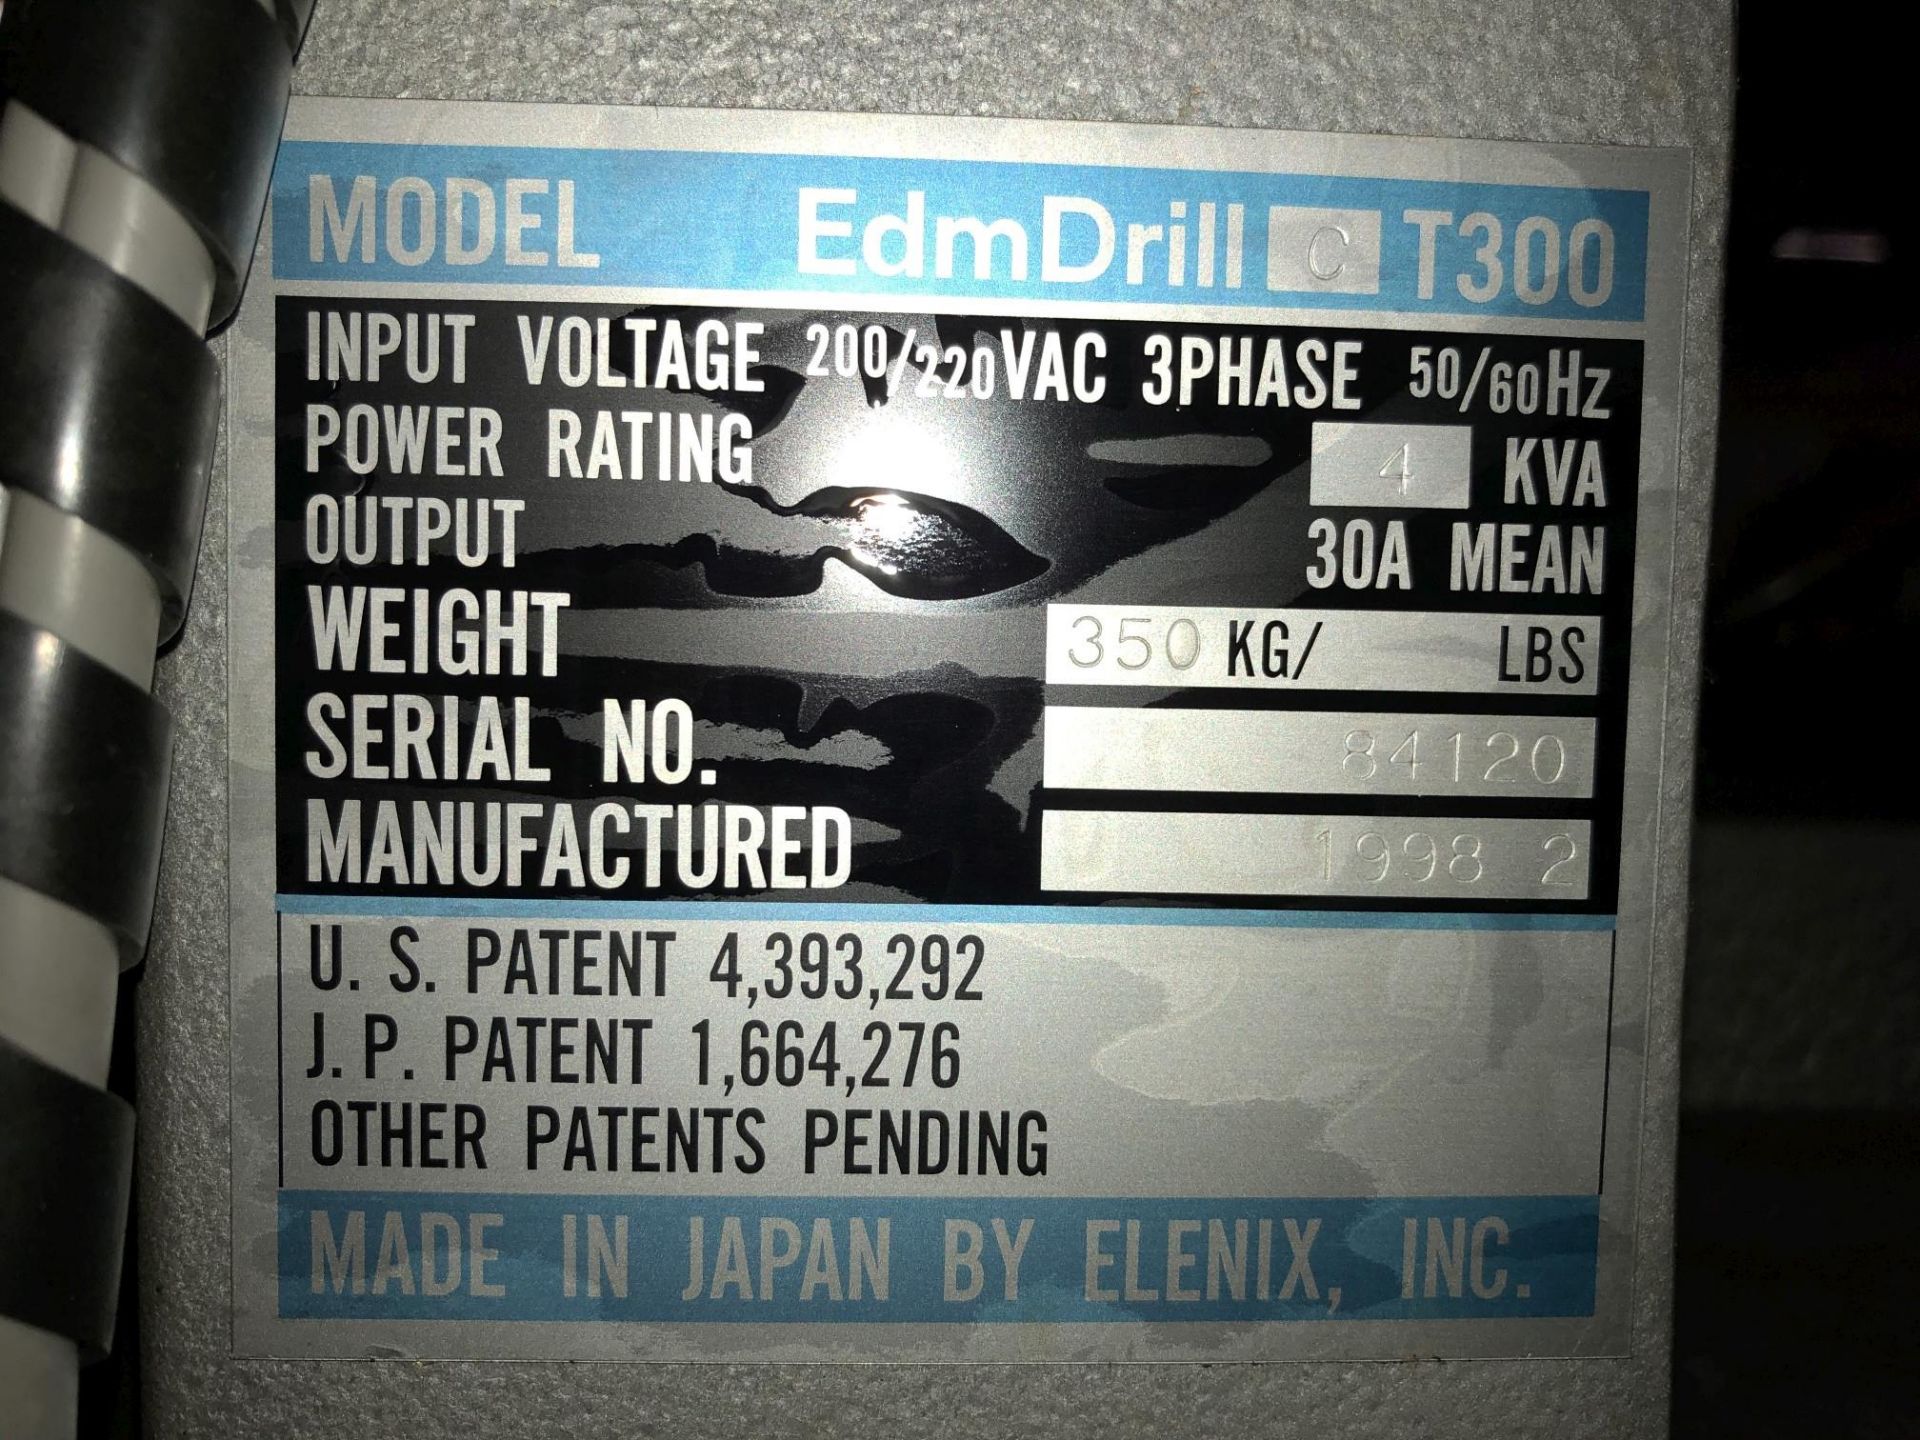 MODEL EdmDrill C T300
INPUT VOLTAGE 200/220VAC 3PHASE 50/60Hz
POWER RATING 4 KVA
OUTPUT 30A MEAN
WEIGHT 350 KG/ LBS
SERIAL NO. 84120
MANUFACTURED 1998 2
U. S. PATENT 4,393,292
J. P. PATENT 1,664,276
OTHER PATENTS PENDING
MADE IN JAPAN BY ELENIX, INC.